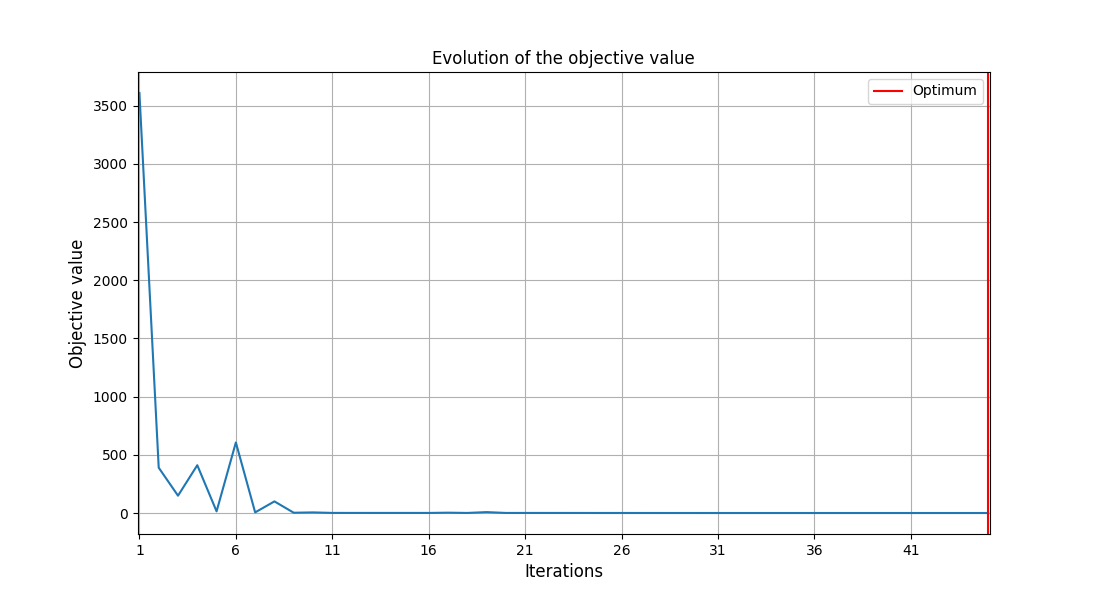 Evolution of the objective value
Optimum
Objective value
3500
3000
2500
2000
1500
1000
500
0
1 6 11 16 21 26 31 36 41
Iterations